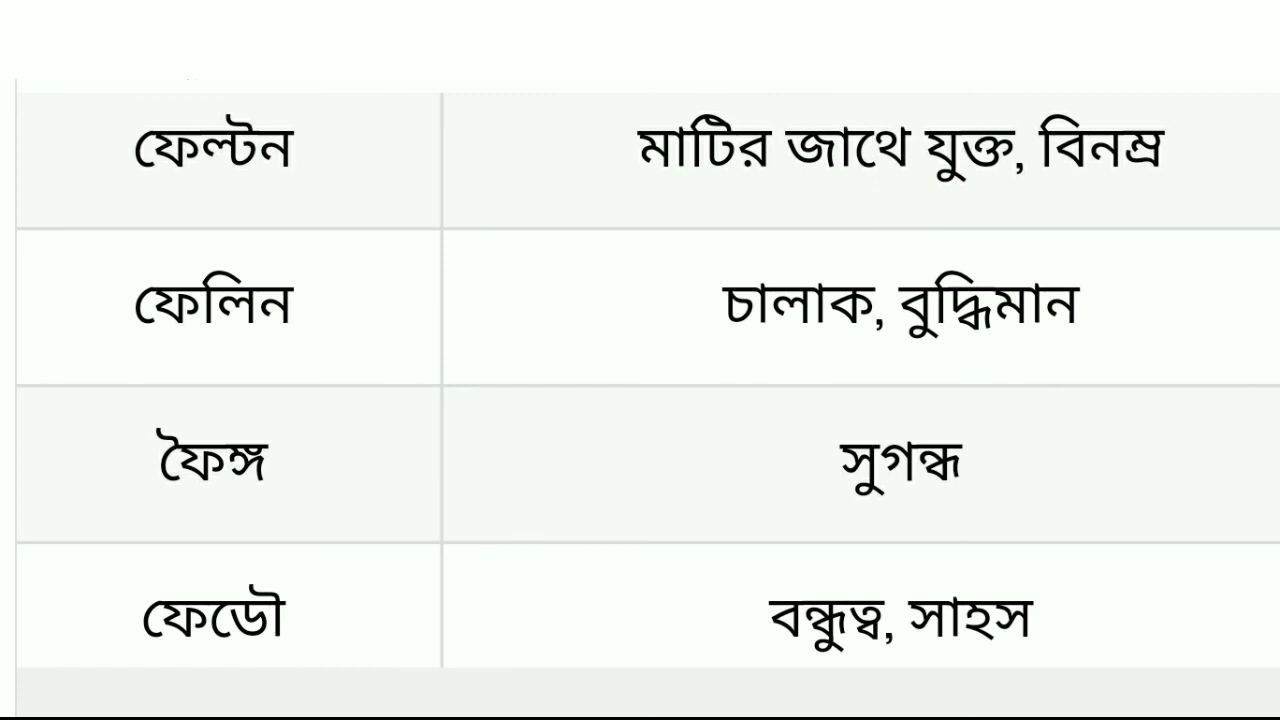 ফেল্টন মাটির জাথে যুক্ত, বিনম্র
ফেলিন চালাক, বুদ্ধিমান
ফৈঙ্গ সুগন্ধ
ফেডৌ বন্ধুত্ব, সাহস